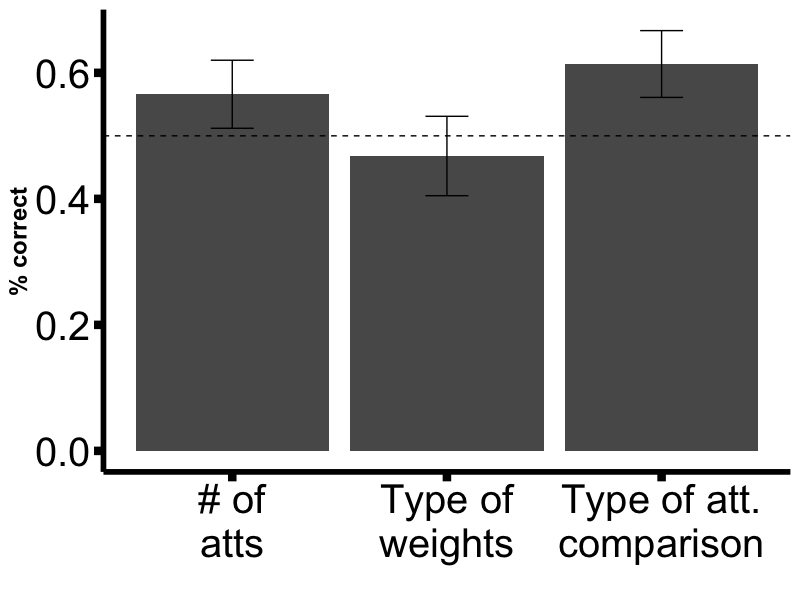 % correct
0.6
0.4
0.2
0.0
# of
atts
Type of
weights
Type of att.
comparison